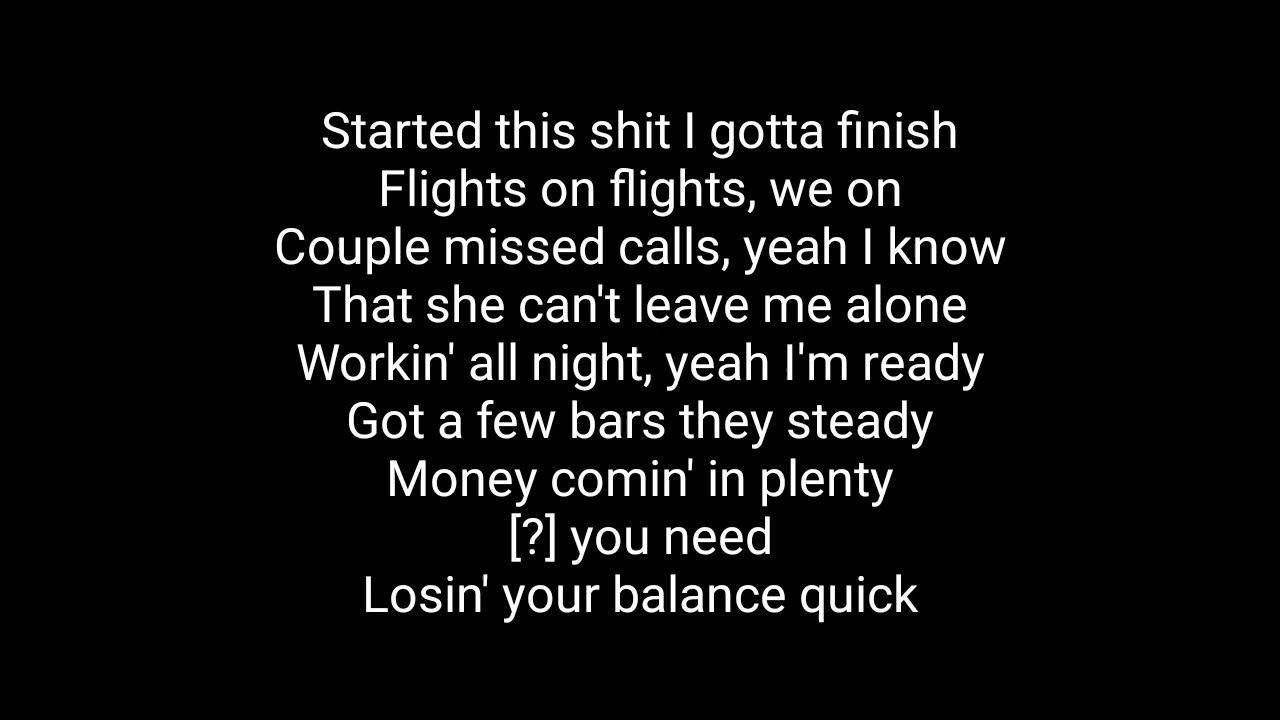 Started this shit I gotta finish
Flights on flights, we on
Couple missed calls, yeah I know
That she can't leave me alone
Workin' all night, yeah I'm ready
Got a few bars they steady
Money comin' in plenty
[?] you need
Losin' your balance quick